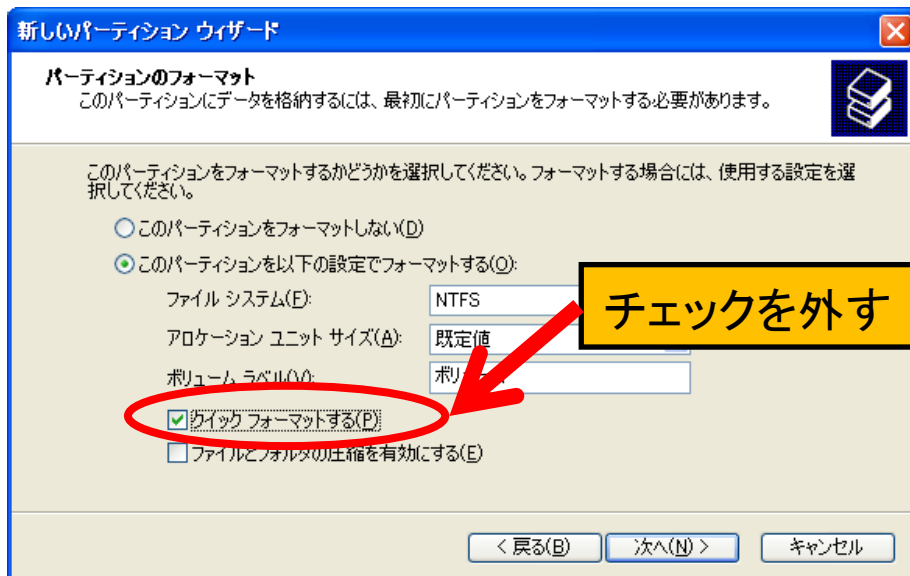 新しいパーティション ウィザード
パーティションのフォーマット
このパーティションにデータを格納するには、最初にパーティションをフォーマットする必要があります。
このパーティションをフォーマットするかどうかを選択してください。フォーマットする場合には、使用する設定を選
択してください。
このパーティションをフォーマットしない(D)
このパーティションを以下の設定でフォーマットする(O):
ファイル システム(F):
NTFS
チェックを外す
アロケーション ユニット サイズ(A):
既定値
ボリューム ラベル(V):
クイック フォーマットする(P)
ファイルとフォルダの圧縮を有効にする(E)
< 戻る(B)
次へ(N) >
キャンセル